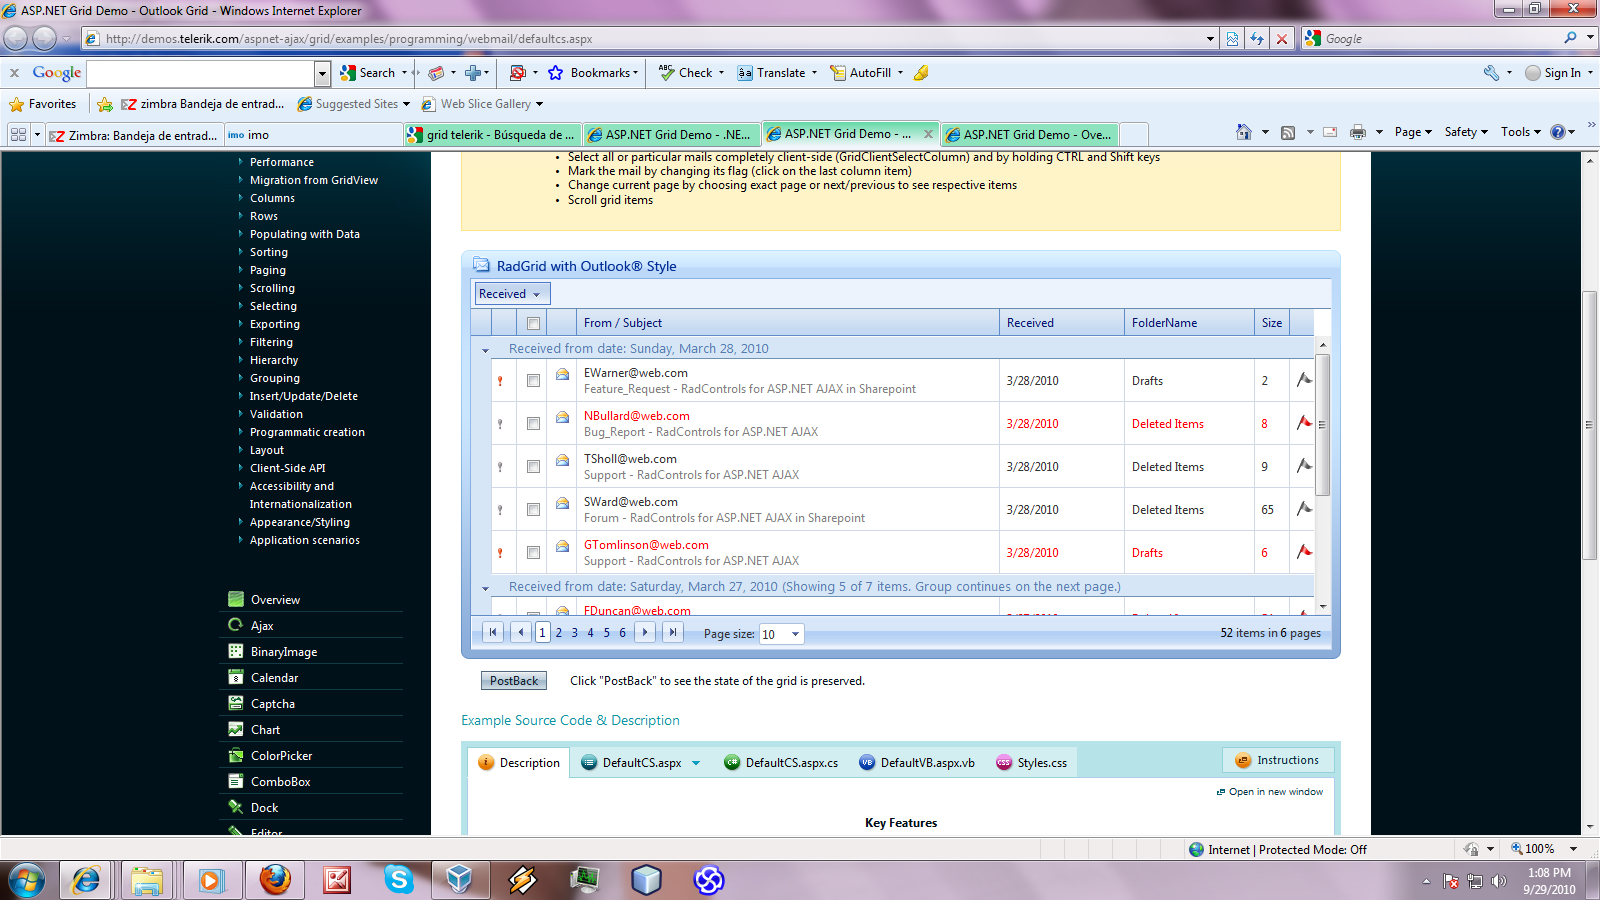 ASP.NET Grid Demo - Outlook Grid - Windows Internet Explorer
http://demos.telerik.com/aspnet-ajax/grid/examples/programming/webmail/defaultcs.aspx
Google
x Google Search Bookmarks Check Translate AutoFill Sign In
Favorites zimbra Bandeja de entrad... Suggested Sites Web Slice Gallery
Zimbra: Bandeja de entrad... imo imo grid telerik - Búsqueda de ... ASP.NET Grid Demo - .NE... ASP.NET Grid Demo - ... ASP.NET Grid Demo - Ove... Page Safety Tools
Performance
Migration from GridView
Columns
Rows
Populating with Data
Sorting
Paging
Scrolling
Selecting
Exporting
Filtering
Hierarchy
Grouping
Insert/Update/Delete
Validation
Programmatic creation
Layout
Client-Side API
Accessibility and
Internationalization
Appearance/Styling
Application scenarios
Overview
Ajax
BinaryImage
Calendar
Captcha
Chart
ColorPicker
ComboBox
Dock
Editor
• Select all or particular mails completely client-side (GridClientSelectColumn) and by holding CTRL and Shift keys
• Mark the mail by changing its flag (click on the last column item)
• Change current page by choosing exact page or next/previous to see respective items
• Scroll grid items
RadGrid with Outlook® Style
Received
From / Subject Received FolderName Size
Received from date: Sunday, March 28, 2010
EWarner@web.com
Feature_Request - RadControls for ASP.NET AJAX in Sharepoint
3/28/2010 Drafts 2
NBullard@web.com
Bug_Report - RadControls for ASP.NET AJAX
3/28/2010 Deleted Items 8
TSholl@web.com
Support - RadControls for ASP.NET AJAX
3/28/2010 Deleted Items 9
SWard@web.com
Forum - RadControls for ASP.NET AJAX in Sharepoint
3/28/2010 Deleted Items 65
GTomlinson@web.com
Support - RadControls for ASP.NET AJAX
3/28/2010 Drafts 6
Received from date: Saturday, March 27, 2010 (Showing 5 of 7 items. Group continues on the next page.)
FDuncan@web.com
1 2 3 4 5 6 Page size: 10 52 items in 6 pages
PostBack Click "PostBack" to see the state of the grid is preserved.
Example Source Code & Description
Description DefaultCS.aspx DefaultCS.aspx.cs DefaultVB.aspx.vb Styles.css Instructions
Open in new window
Key Features
Internet | Protected Mode: Off 100%
1:08 PM
9/29/2010